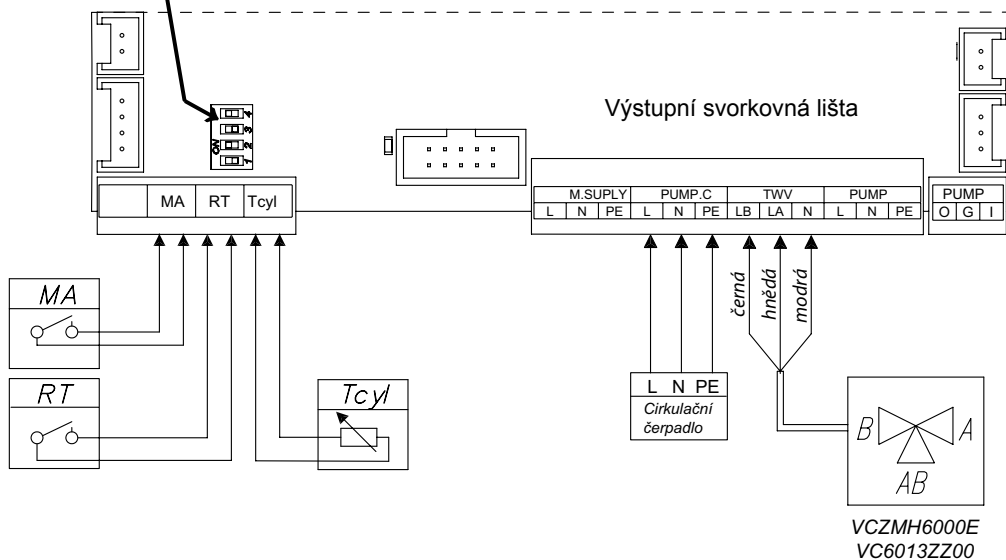 4
3
2
1
ON
Výstupní svorkovná lišta
MA RT Tcyl
M.SUPLY PUMP.C TWV PUMP
L N PE L N PE LB LA N L N PE
PUMP
O G I
černá
hnědá
modrá
MA
RT
Tcyl
L N PE
Cirkulační
čerpadlo
B A
AB
VCZMH6000E
VC6013ZZ00